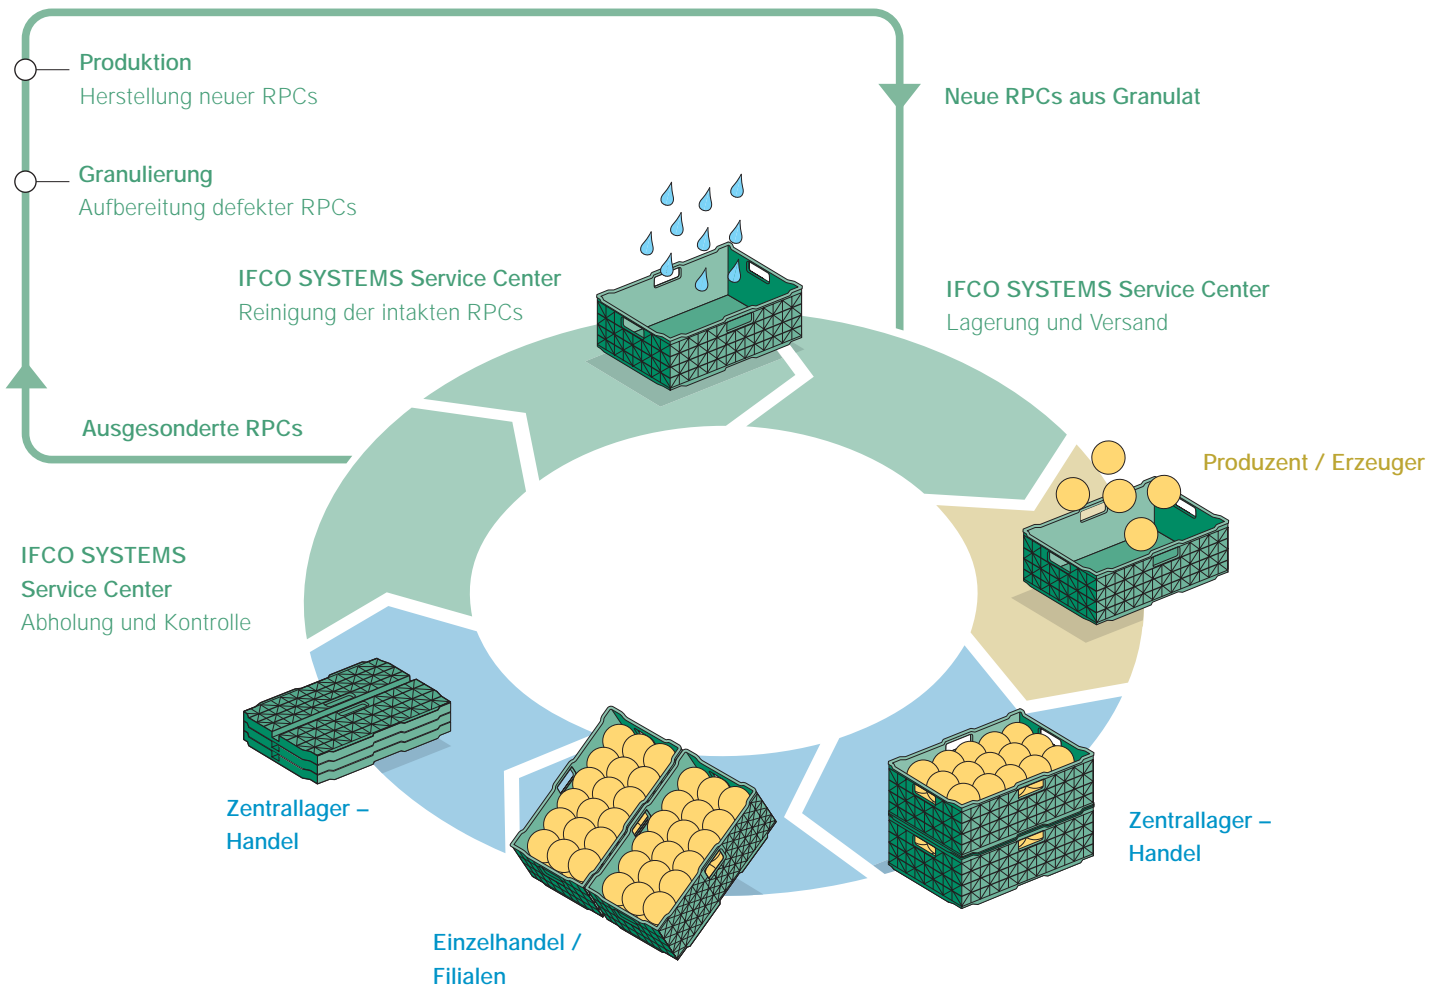 Produktion
Herstellung neuer RPCs
Neue RPCs aus Granulat
Granulierung
Aufbereitung defekter RPCs
IFCO SYSTEMS Service Center
Reinigung der intakten RPCs
IFCO SYSTEMS Service Center
Lagerung und Versand
Ausgesonderte RPCs
Produzent / Erzeuger
IFCO SYSTEMS
Service Center
Abholung und Kontrolle
Zentrallager –
Handel
Zentrallager –
Handel
Einzelhandel /
Filialen